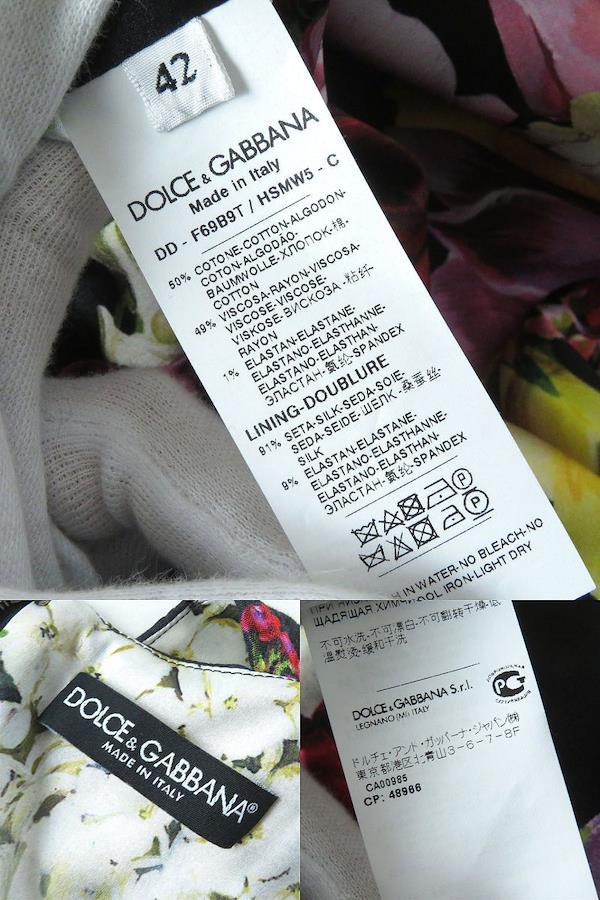 42
DOLCE & GABBANA
Made in Italy
DD - F69B9T / HSMW5 - C
50% COTONE-COTTON-ALGODON-
COTON-ALGODÃO-
BAUMWOLLE-ХЛОПОК-棉-
COTTON
49% VISCOSA-RAYON-VISCOSA-
VISCOSE-VISCOSE-
VISKOSE-ВИСКОЗА-粘纤-
RAYON
1% ELASTAN-ELASTANE-
ELASTANO-ELASTHANNE-
ELASTANO-ELASTHAN-
ЭЛАСТАН-氨纶-SPANDEX
LINING-DOUBLURE
91% SETA-SILK-SEDA-SOIE-
SEDA-SEIDE-ШЕЛК-桑蚕丝-
SILK
9% ELASTAN-ELASTANE-
ELASTANO-ELASTHANNE-
ELASTANO-ELASTHAN-
ЭЛАСТАН-氨纶-SPANDEX
P
P
H IN WATER-NO BLEACH-NO
OOL IRON-LIGHT DRY
DOLCE & GABBANA®
MADE IN ITALY
ЩАДЯЩАЯ ХИМ
不可水洗-不可漂白-不可翻转干燥-低
温熨烫-缓和干洗
DOLCE & GABBANA S.r.l.
LEGNANO (MI) ITALY
ドルチェ・アンド・ガッバーナ・ジャパン㈱
東京都港区北青山3-6-7-8F
CA00985
CP: 48966